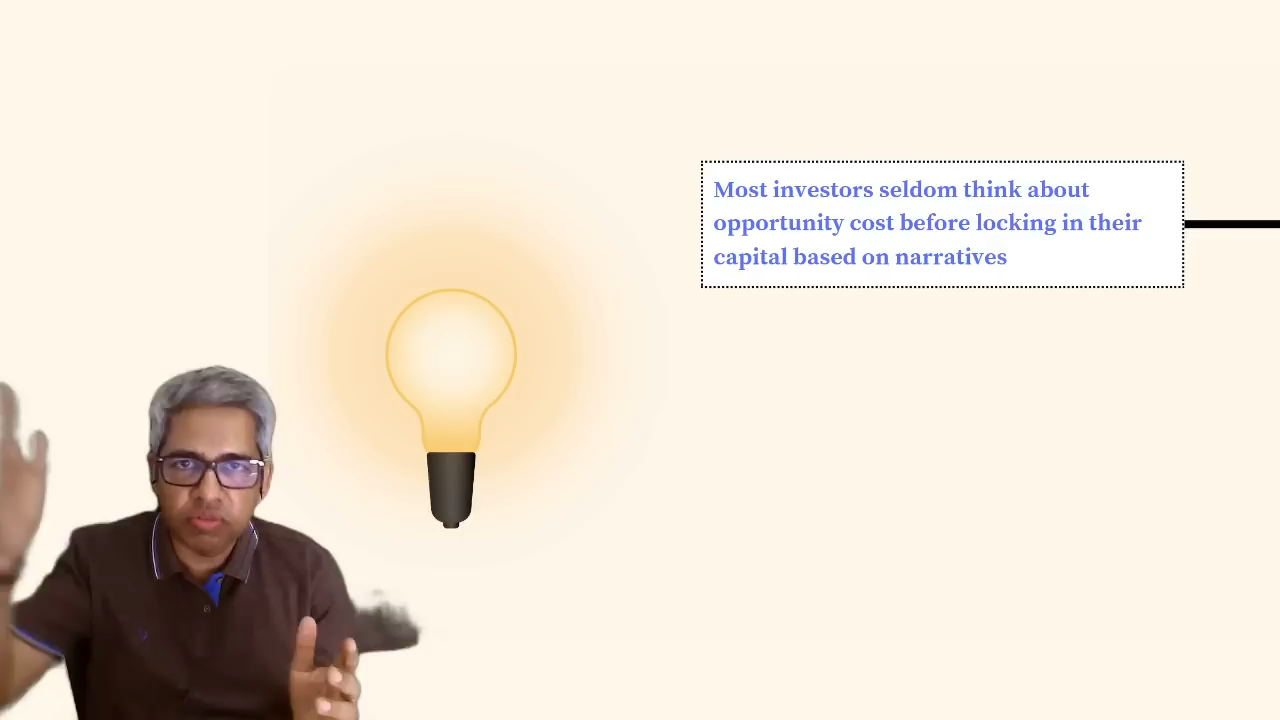 Most investors seldom think about
opportunity cost before locking in their
capital based on narratives